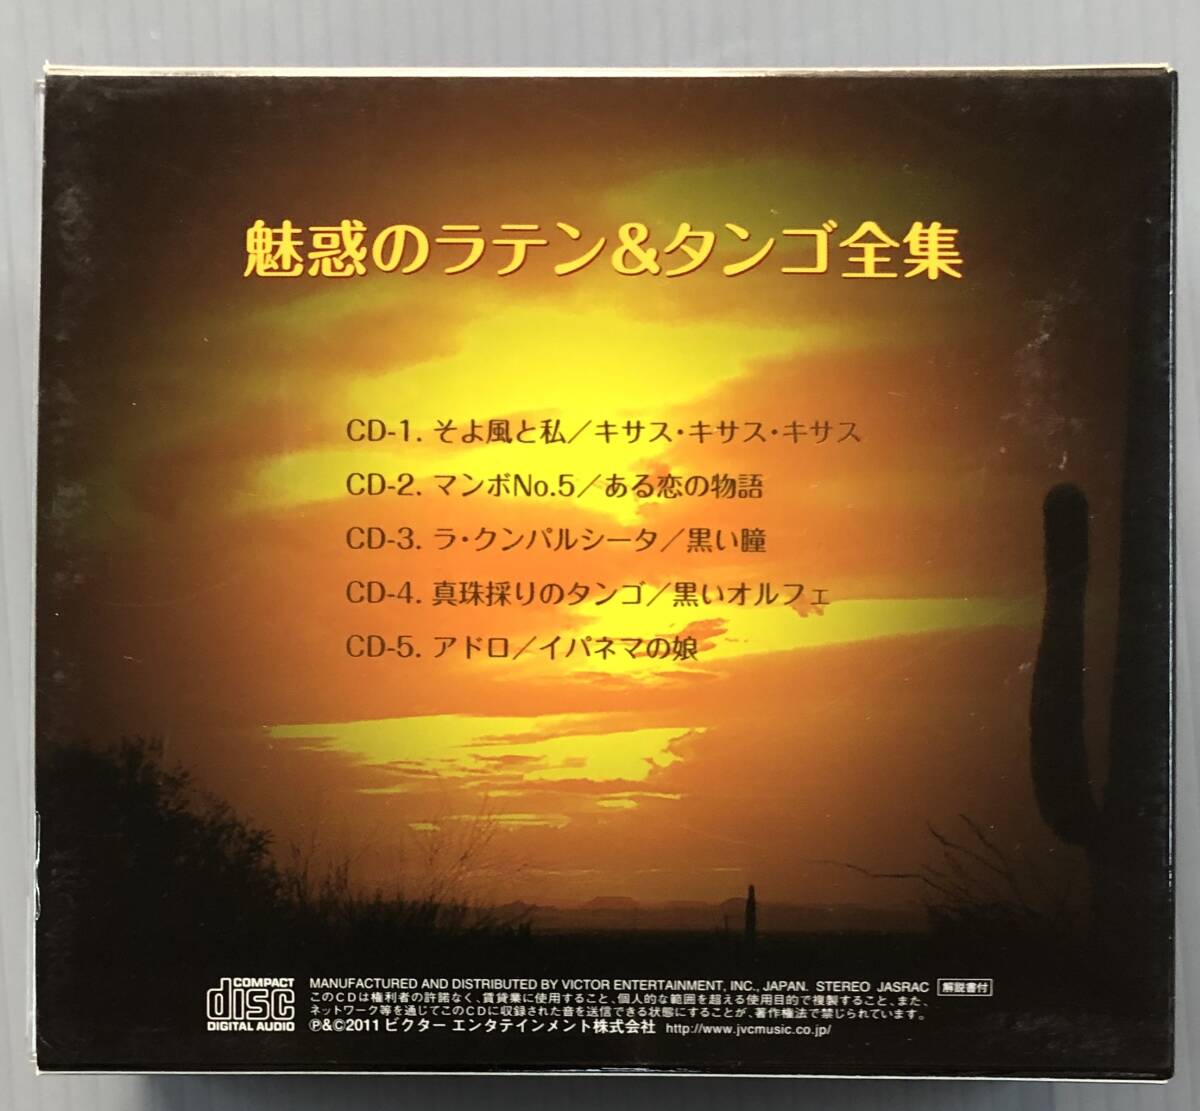 魅惑のラテン&タンゴ全集
CD-1. そよ風と私／キサス・キサス・キサス
CD-2. マンボNo.5／ある恋の物語
CD-3. ラ・クンパルシータ／黒い瞳
CD-4. 真珠採りのタンゴ／黒いオルフェ
CD-5. アドロ／イパネマの娘
COMPACT
disc
DIGITAL AUDIO
MANUFACTURED AND DISTRIBUTED BY VICTOR ENTERTAINMENT, INC., JAPAN. STEREO JASRAC 解説書付
このCDは権利者の許諾なく、賃貸業に使用すること、個人的な範囲を超える使用目的で複製すること、また、
ネットワーク等を通じてこのCDに収録された音を送信できる状態にすることが、著作権法で禁じられています。
℗&©2011 ビクター エンタテインメント株式会社 http://www.jvcmusic.co.jp/